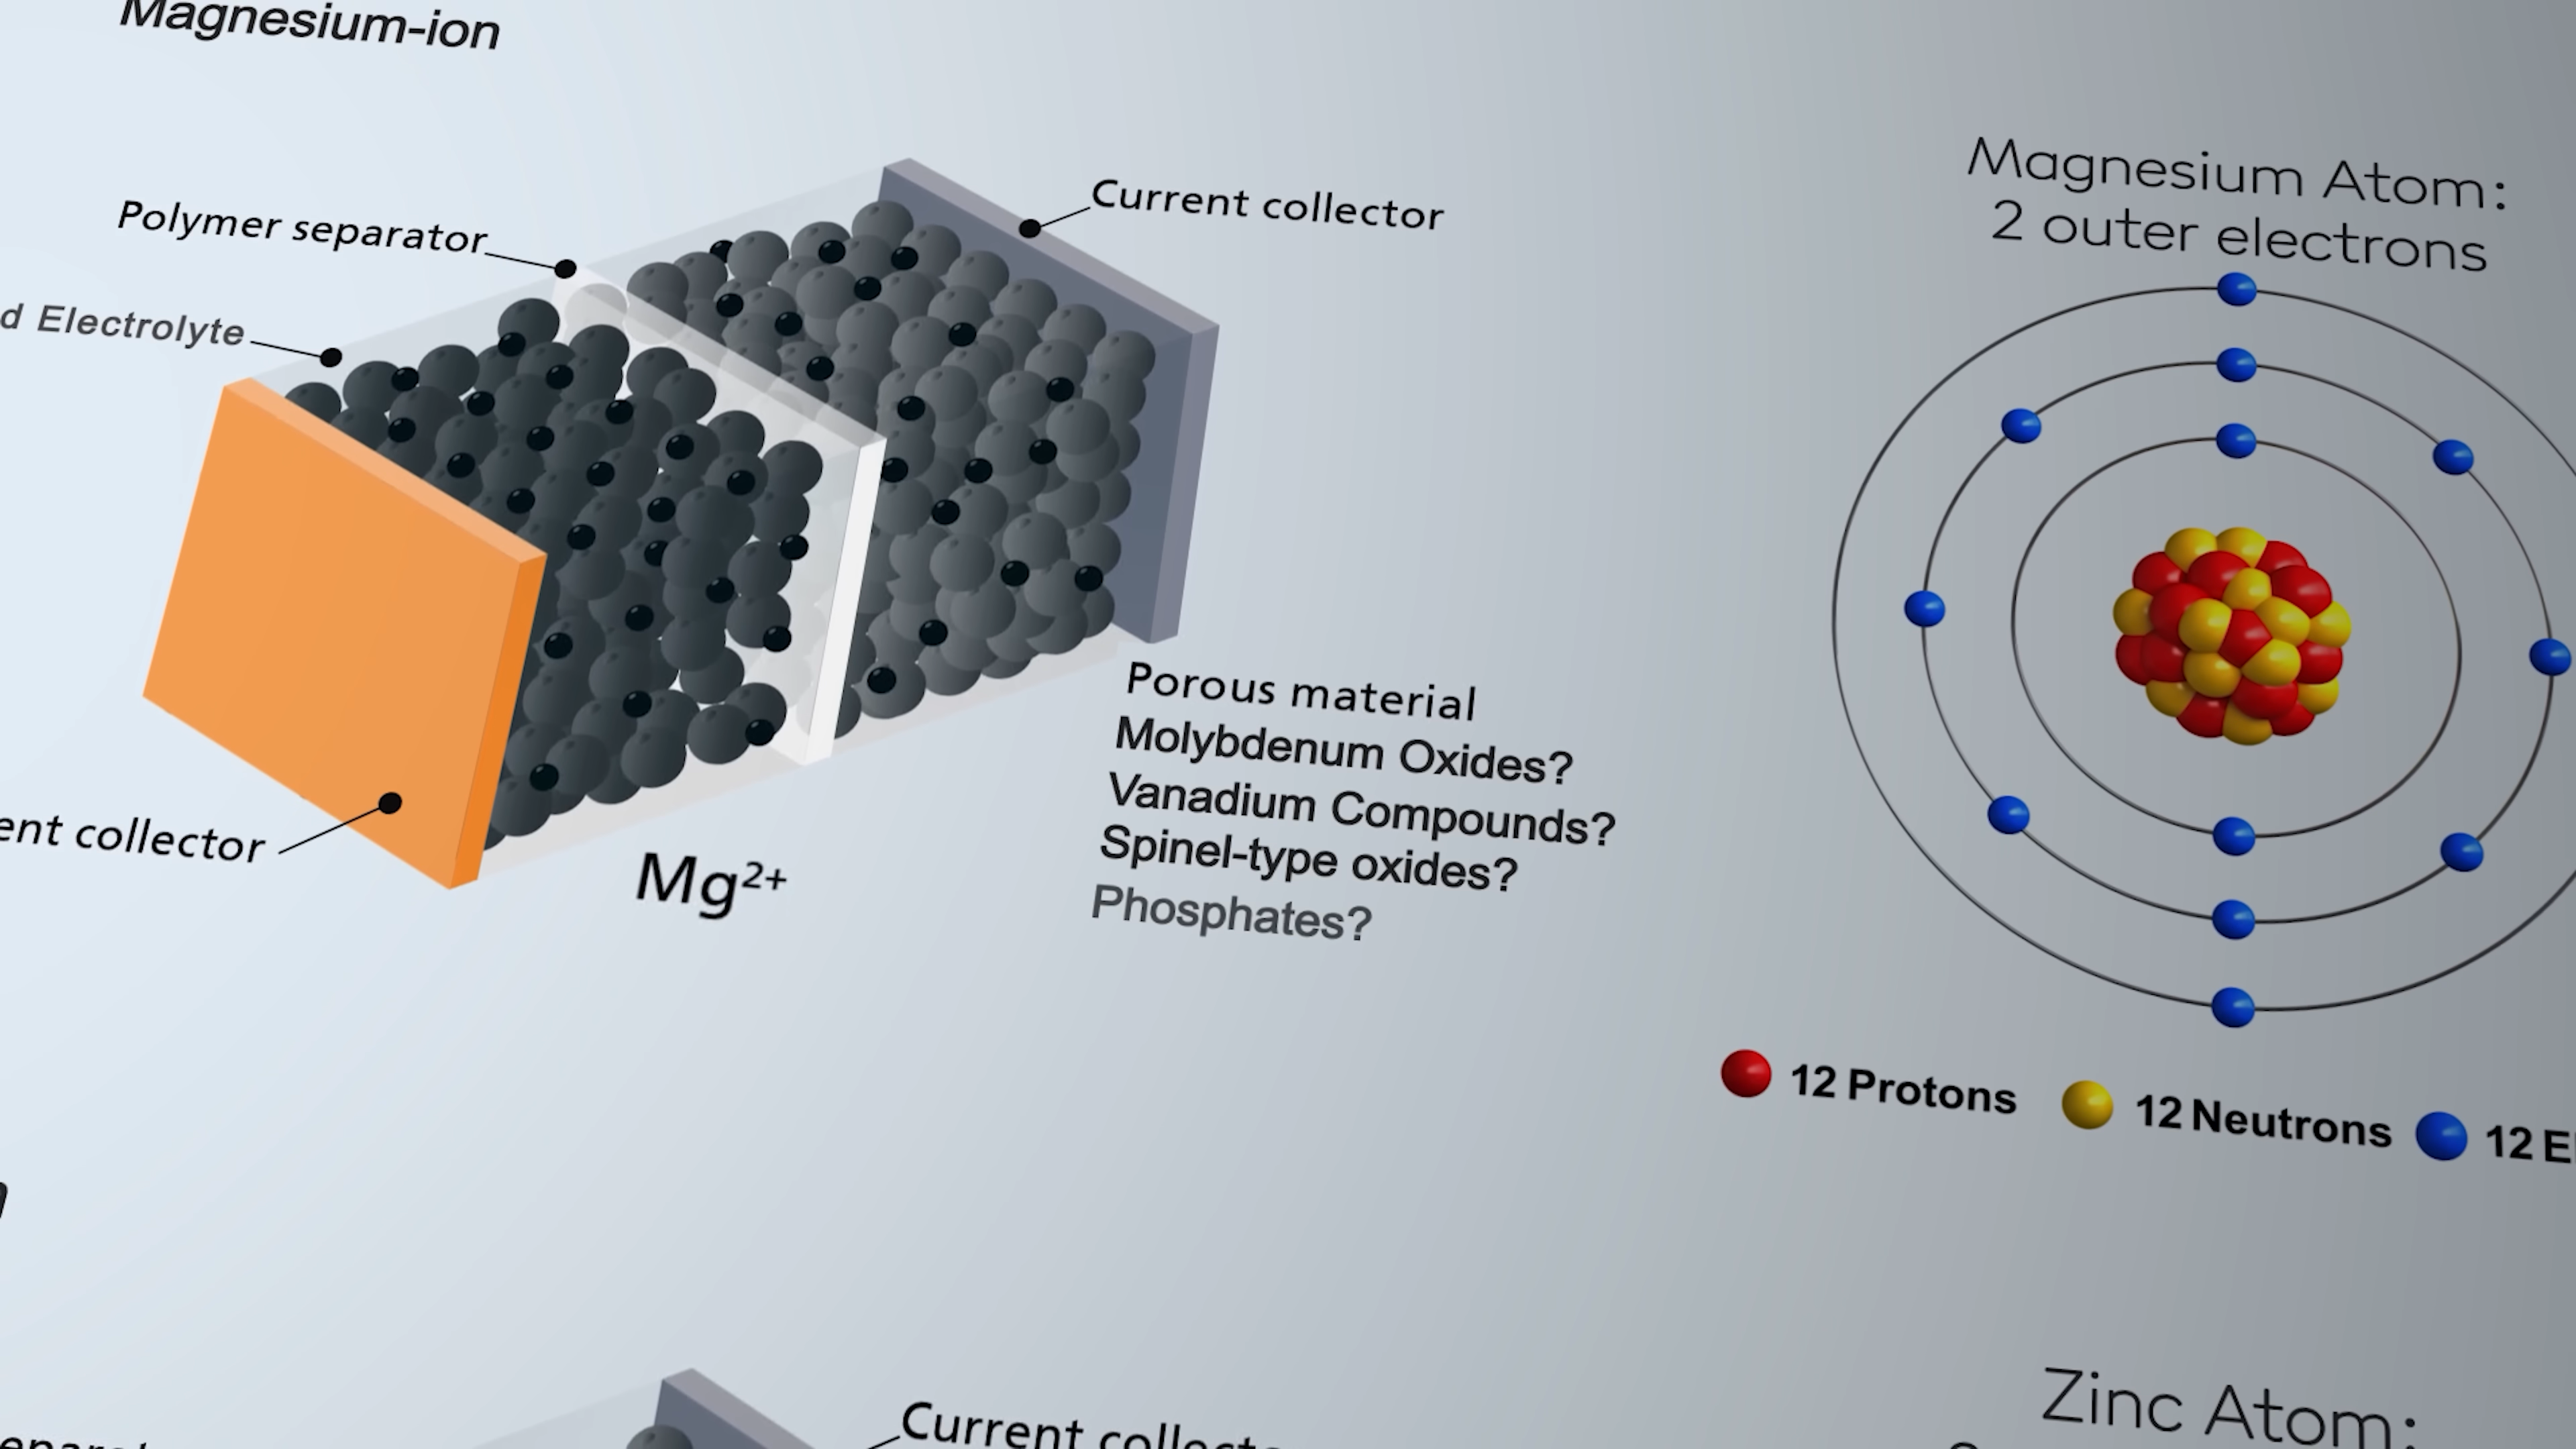 Magnesium-ion
Current collector
Polymer separator
Electrolyte
collector
Mg²⁺
Porous material
Molybdenum Oxides?
Vanadium Compounds?
Spinel-type oxides?
Phosphates?
Magnesium Atom:
2 outer electrons
12 Protons
12 Neutrons
12
Zinc Atom:
Current